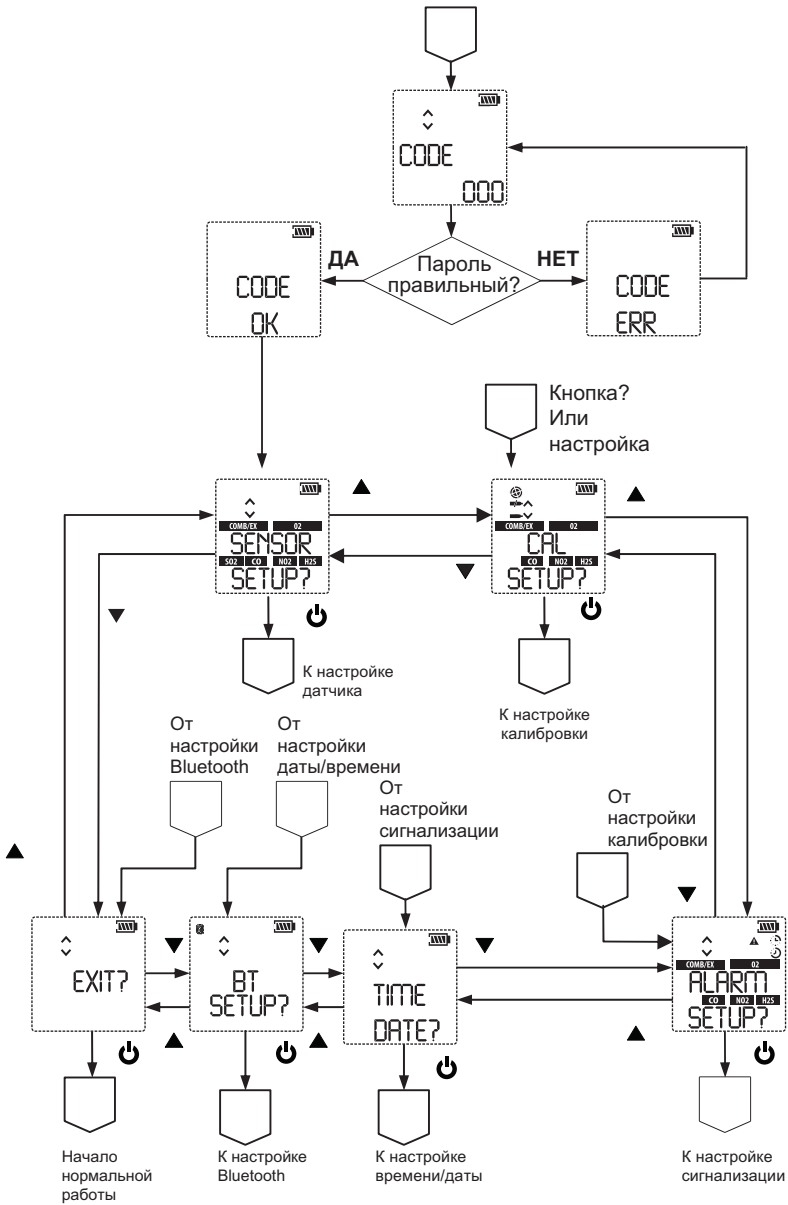 CODE
000
ДА
Пароль
правильный?
НЕТ
CODE
OK
CODE
ERR
Кнопка?
Или
настройка
COMB/EX O2
SENSOR
SO2 CO NO2 H2S
SETUP?
COMB/EX O2
CAL
CO NO2 H2S
SETUP?
К настройке
датчика
К настройке
калибровки
От
настройки
Bluetooth
От
настройки
даты/времени
От
настройки
сигнализации
От
настройки
калибровки
EXIT?
BT
SETUP?
TIME
DATE?
COMB/EX O2
ALARM
CO NO2 H2S
SETUP?
Начало
нормальной
работы
К настройке
Bluetooth
К настройке
времени/даты
К настройке
сигнализации